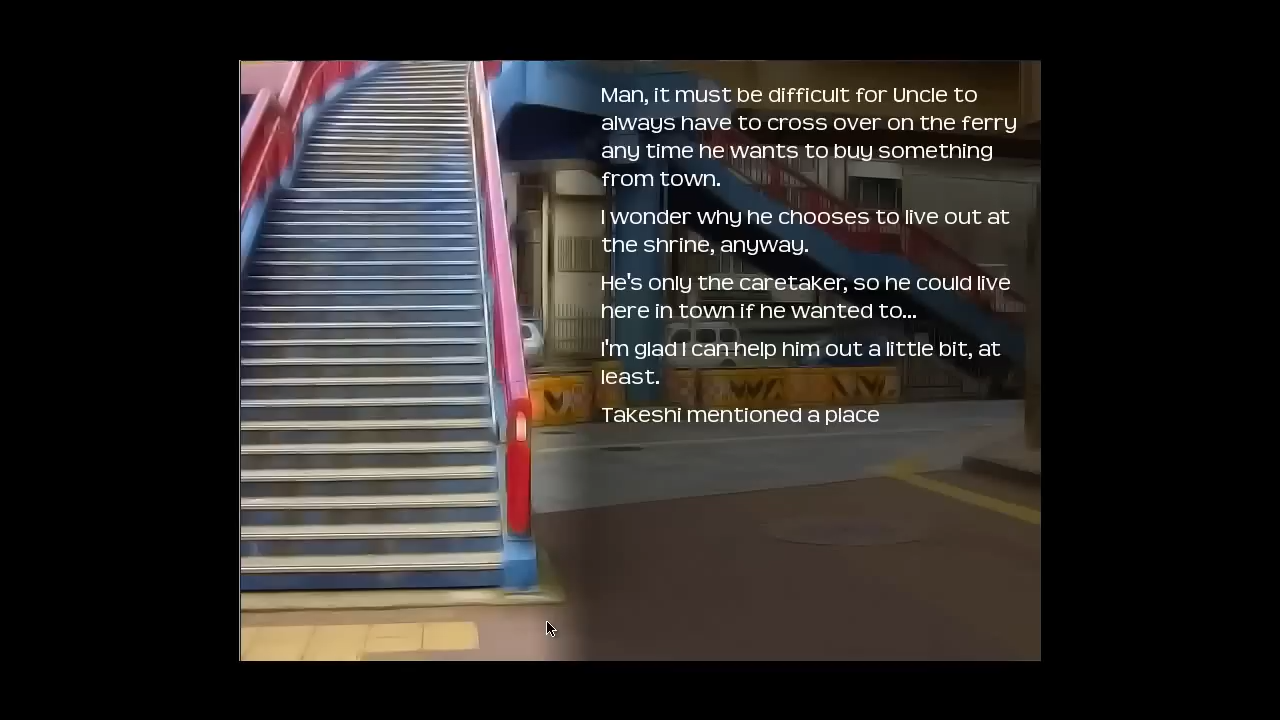 Man, it must be difficult for Uncle to
always have to cross over on the ferry
any time he wants to buy something
from town.
I wonder why he chooses to live out at
the shrine, anyway.
He's only the caretaker, so he could live
here in town if he wanted to...
I'm glad I can help him out a little bit, at
least.
Takeshi mentioned a place